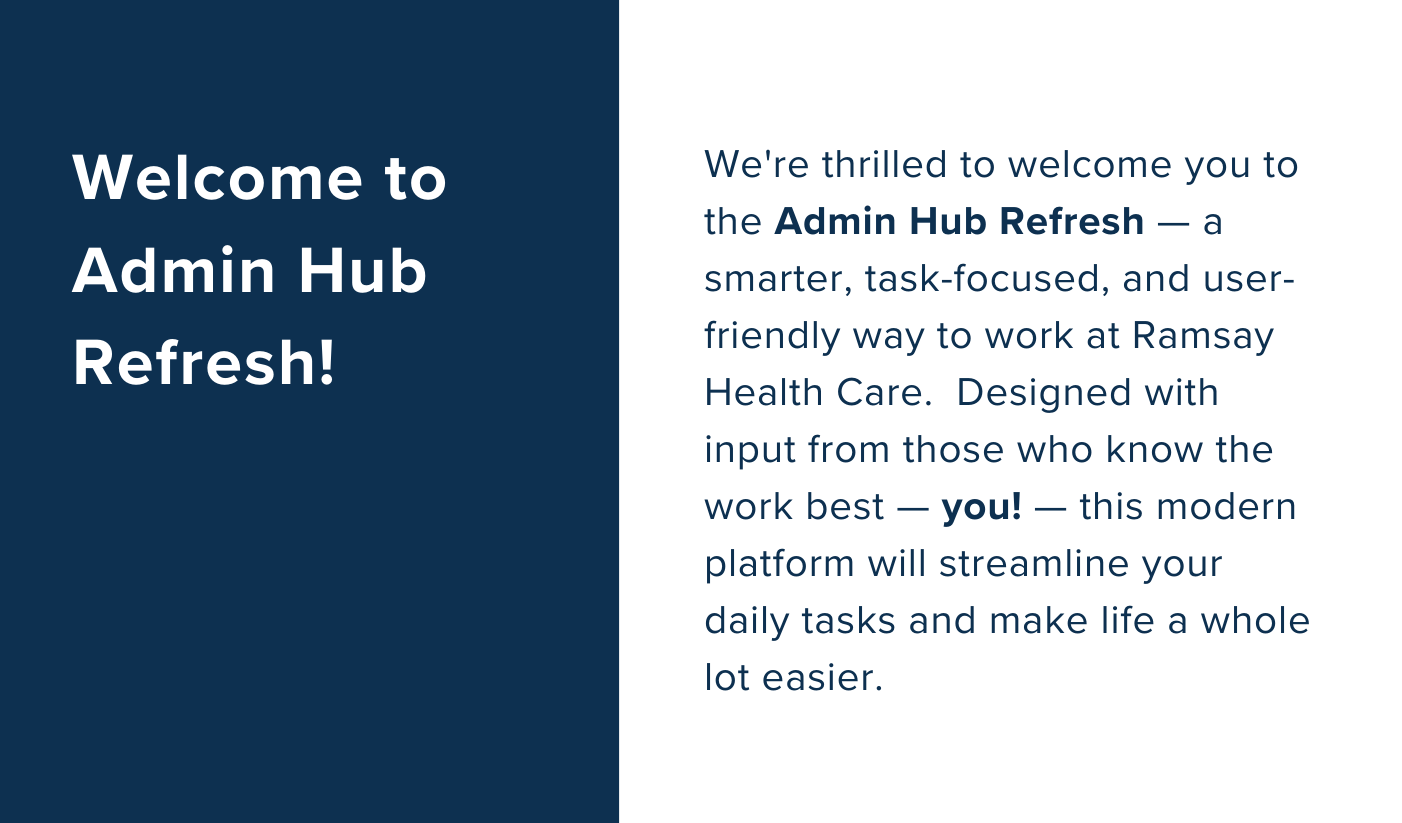 Welcome to
Admin Hub
Refresh!
We're thrilled to welcome you to
the Admin Hub Refresh — a
smarter, task-focused, and user-
friendly way to work at Ramsay
Health Care.  Designed with
input from those who know the
work best — you! — this modern
platform will streamline your
daily tasks and make life a whole
lot easier.